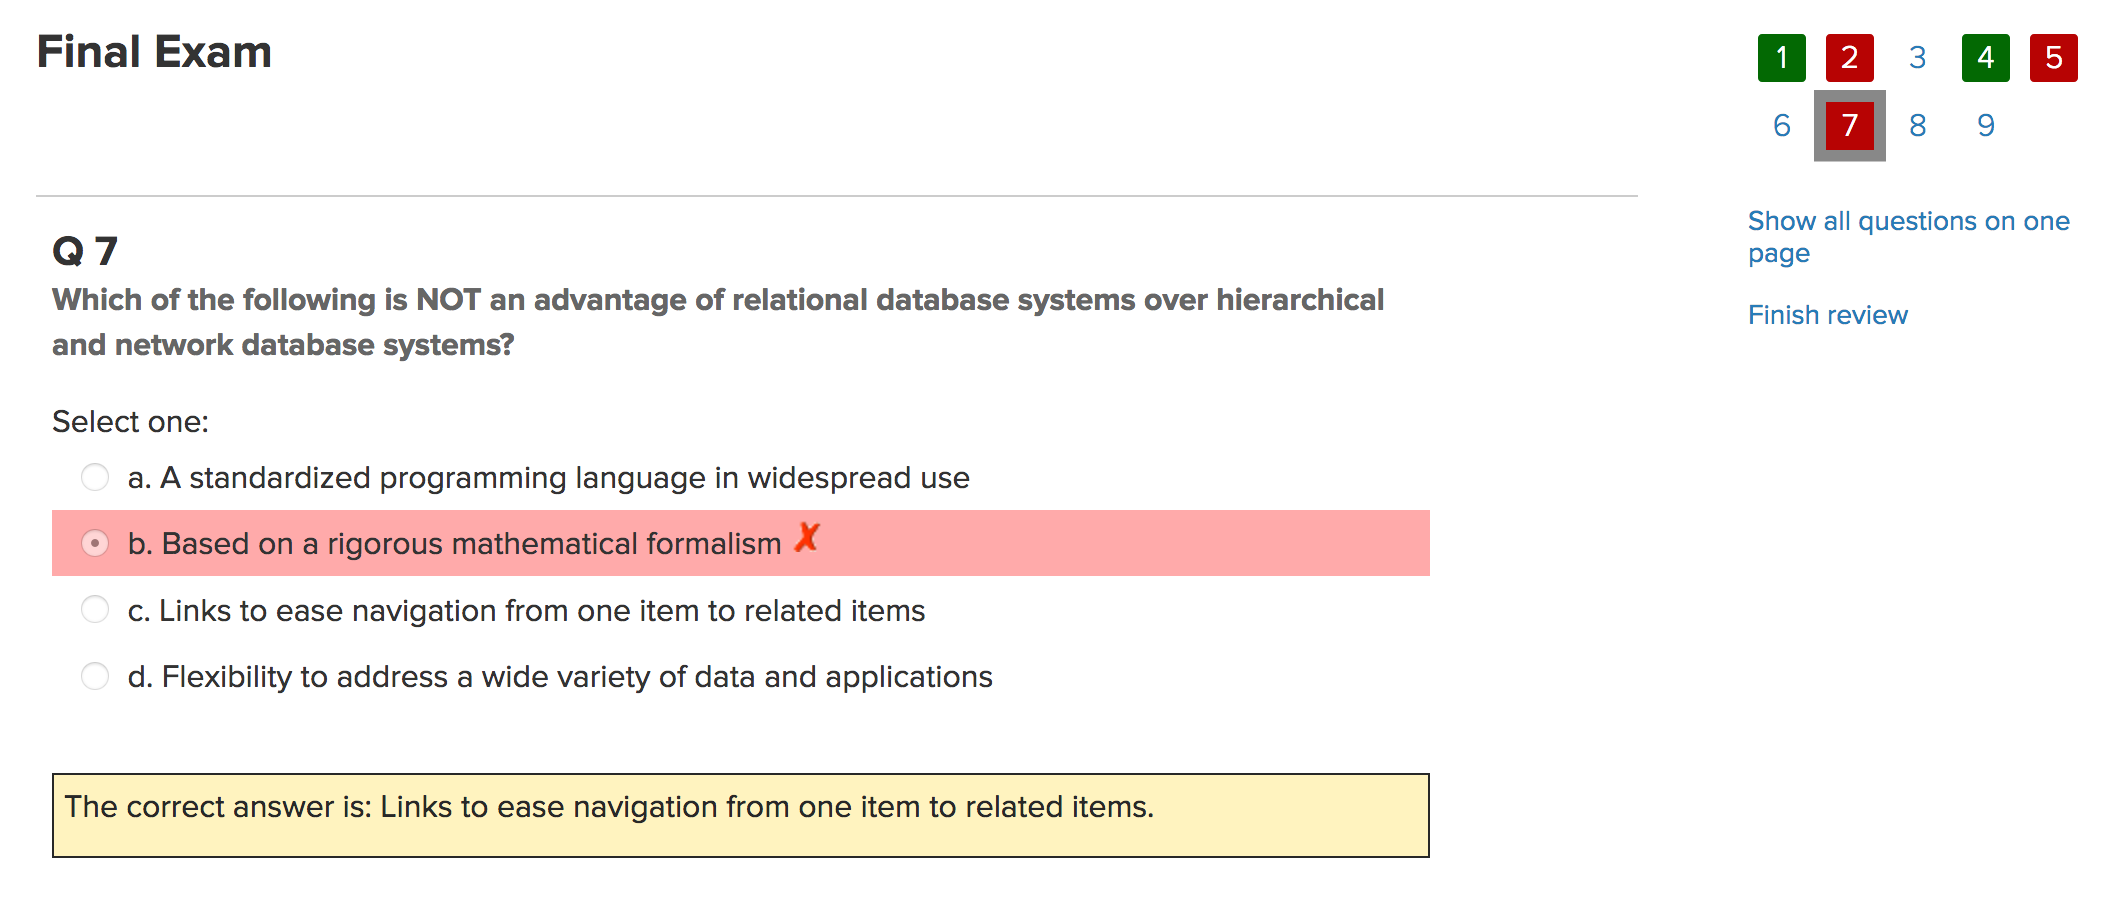 Final Exam
1 2 3 4 5
6 7 8 9
Show all questions on one
page
Finish review
Q 7
Which of the following is NOT an advantage of relational database systems over hierarchical
and network database systems?
Select one:
a. A standardized programming language in widespread use
b. Based on a rigorous mathematical formalism ✗
c. Links to ease navigation from one item to related items
d. Flexibility to address a wide variety of data and applications
The correct answer is: Links to ease navigation from one item to related items.